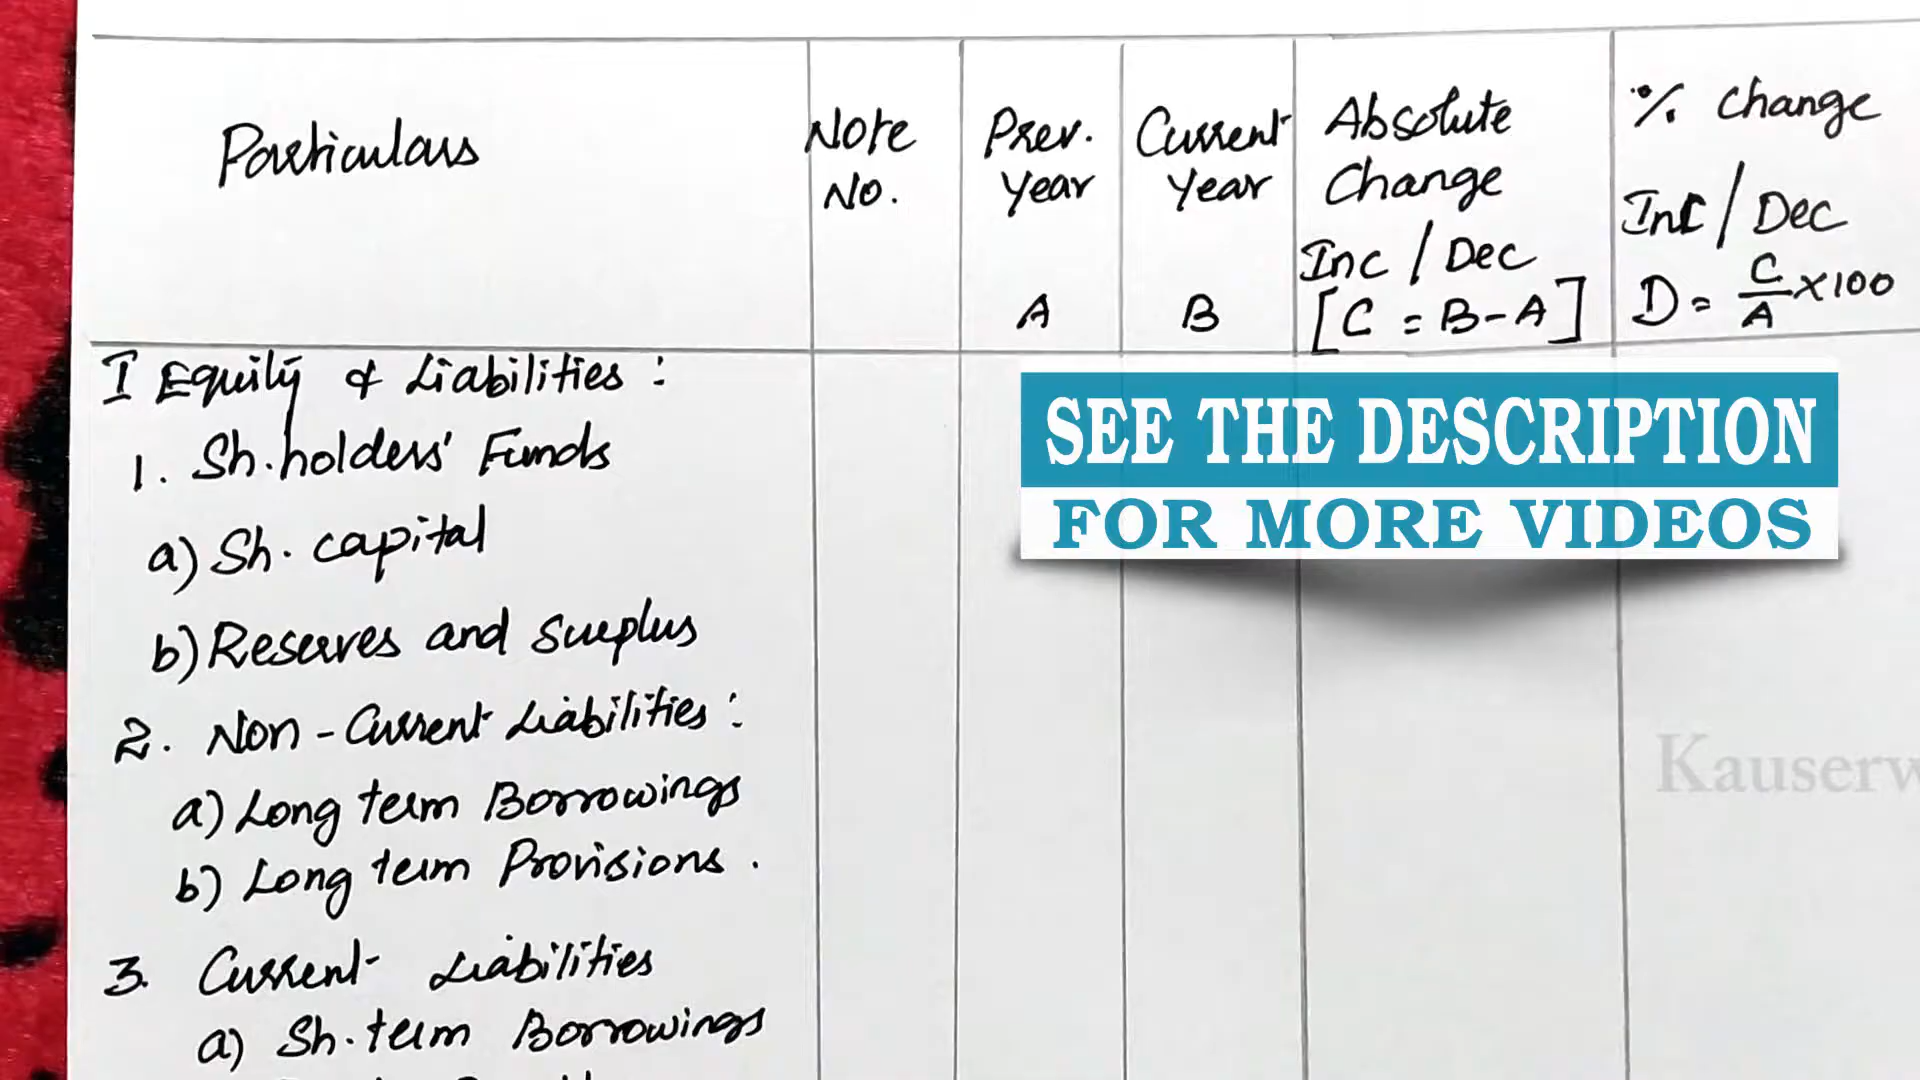 Particulars
Note No.
Prev. Year
A
Current Year
B
Absolute Change
Inc / Dec
[C = B - A]
% Change
Inc / Dec
D = C/A × 100
I Equity & Liabilities :
1. Sh.holders' Funds
a) Sh. capital
b) Reserves and Surplus
2. Non - Current Liabilities :
a) Long term Borrowings
b) Long term Provisions .
3. Current Liabilities
a) Sh. term Borrowings
SEE THE DESCRIPTION
FOR MORE VIDEOS
Kauserw